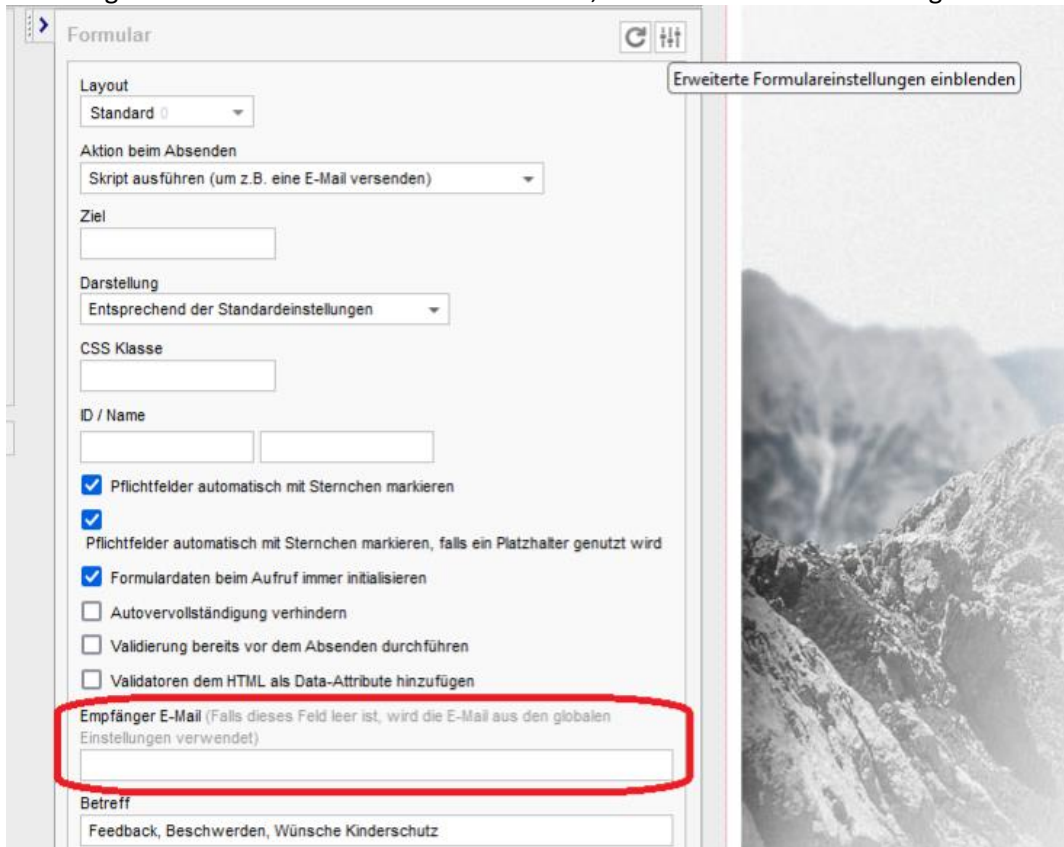 Formular
Erweiterte Formulareinstellungen einblenden
Layout
Standard 0
Aktion beim Absenden
Skript ausführen (um z.B. eine E-Mail versenden)
Ziel
Darstellung
Entsprechend der Standardeinstellungen
CSS Klasse
ID / Name
Pflichtfelder automatisch mit Sternchen markieren
Pflichtfelder automatisch mit Sternchen markieren, falls ein Platzhalter genutzt wird
Formulardaten beim Aufruf immer initialisieren
Autovervollständigung verhindern
Validierung bereits vor dem Absenden durchführen
Validatoren dem HTML als Data-Attribute hinzufügen
Empfänger E-Mail (Falls dieses Feld leer ist, wird die E-Mail aus den globalen
Einstellungen verwendet)
Betreff
Feedback, Beschwerden, Wünsche Kinderschutz